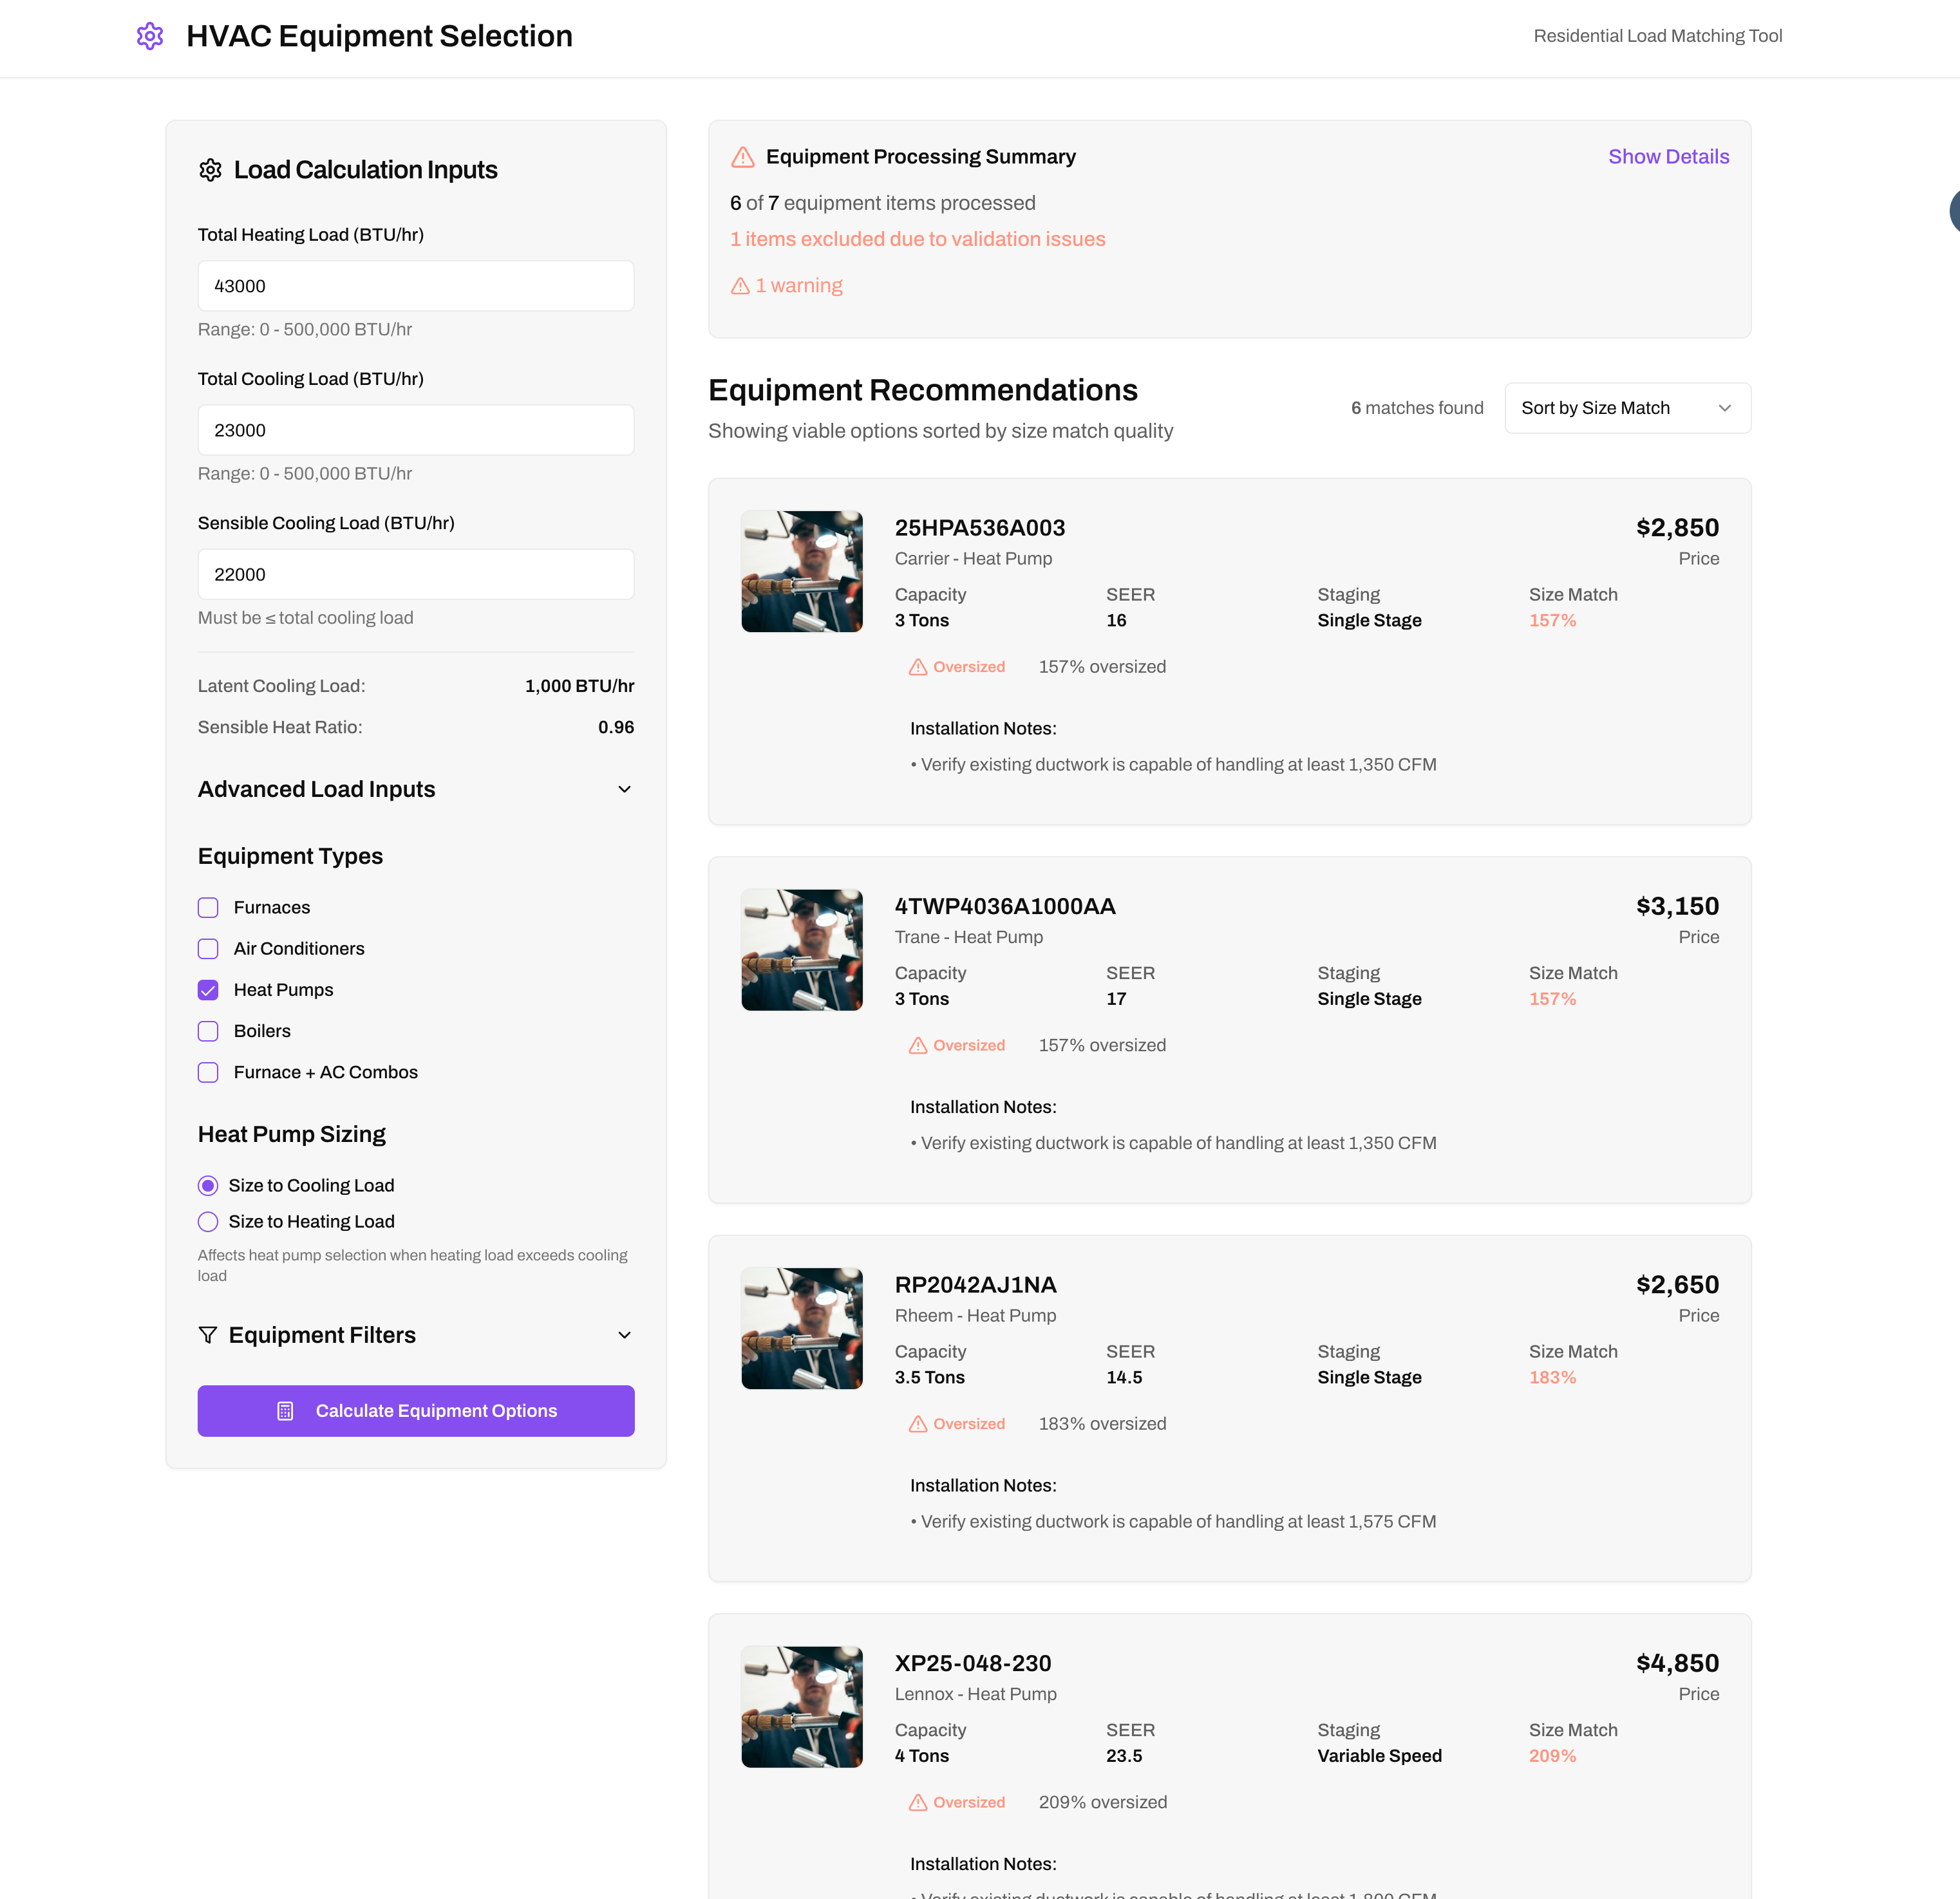 HVAC Equipment Selection
Residential Load Matching Tool
Load Calculation Inputs
Total Heating Load (BTU/hr)
43000
Range: 0 - 500,000 BTU/hr
Total Cooling Load (BTU/hr)
23000
Range: 0 - 500,000 BTU/hr
Sensible Cooling Load (BTU/hr)
22000
Must be ≤ total cooling load
Latent Cooling Load: 1,000 BTU/hr
Sensible Heat Ratio: 0.96
Advanced Load Inputs
Equipment Types
Furnaces
Air Conditioners
Heat Pumps
Boilers
Furnace + AC Combos
Heat Pump Sizing
Size to Cooling Load
Size to Heating Load
Affects heat pump selection when heating load exceeds cooling
load
Equipment Filters
Calculate Equipment Options
Equipment Processing Summary
Show Details
6 of 7 equipment items processed
1 items excluded due to validation issues
1 warning
Equipment Recommendations
Showing viable options sorted by size match quality
6 matches found
Sort by Size Match
25HPA536A003
$2,850
Carrier - Heat Pump
Price
Capacity SEER Staging Size Match
3 Tons 16 Single Stage 157%
Oversized 157% oversized
Installation Notes:
• Verify existing ductwork is capable of handling at least 1,350 CFM
4TWP4036A1000AA
$3,150
Trane - Heat Pump
Price
Capacity SEER Staging Size Match
3 Tons 17 Single Stage 157%
Oversized 157% oversized
Installation Notes:
• Verify existing ductwork is capable of handling at least 1,350 CFM
RP2042AJ1NA
$2,650
Rheem - Heat Pump
Price
Capacity SEER Staging Size Match
3.5 Tons 14.5 Single Stage 183%
Oversized 183% oversized
Installation Notes:
• Verify existing ductwork is capable of handling at least 1,575 CFM
XP25-048-230
$4,850
Lennox - Heat Pump
Price
Capacity SEER Staging Size Match
4 Tons 23.5 Variable Speed 209%
Oversized 209% oversized
Installation Notes:
• Verify existing ductwork is capable of handling at least 1,800 CFM